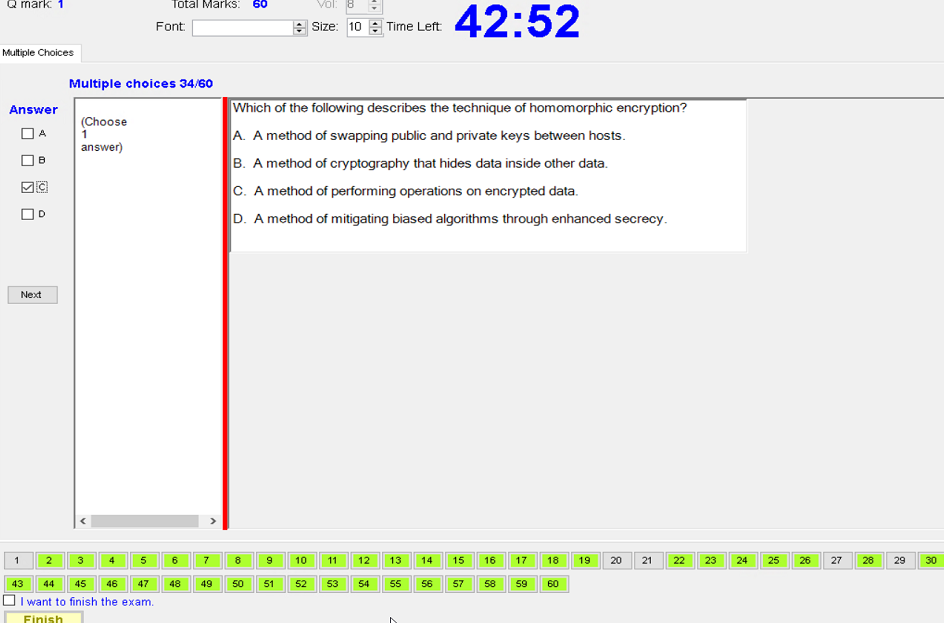 Q mark: 1 Total Marks: 60 Vol: 8
Font: Size: 10 Time Left: 42:52
Multiple Choices
Multiple choices 34/60
Answer
(Choose
1
answer)
A
B
C
D
Next
Which of the following describes the technique of homomorphic encryption?
A. A method of swapping public and private keys between hosts.
B. A method of cryptography that hides data inside other data.
C. A method of performing operations on encrypted data.
D. A method of mitigating biased algorithms through enhanced secrecy.
1 2 3 4 5 6 7 8 9 10 11 12 13 14 15 16 17 18 19 20 21 22 23 24 25 26 27 28 29 30
43 44 45 46 47 48 49 50 51 52 53 54 55 56 57 58 59 60
I want to finish the exam.
Finish